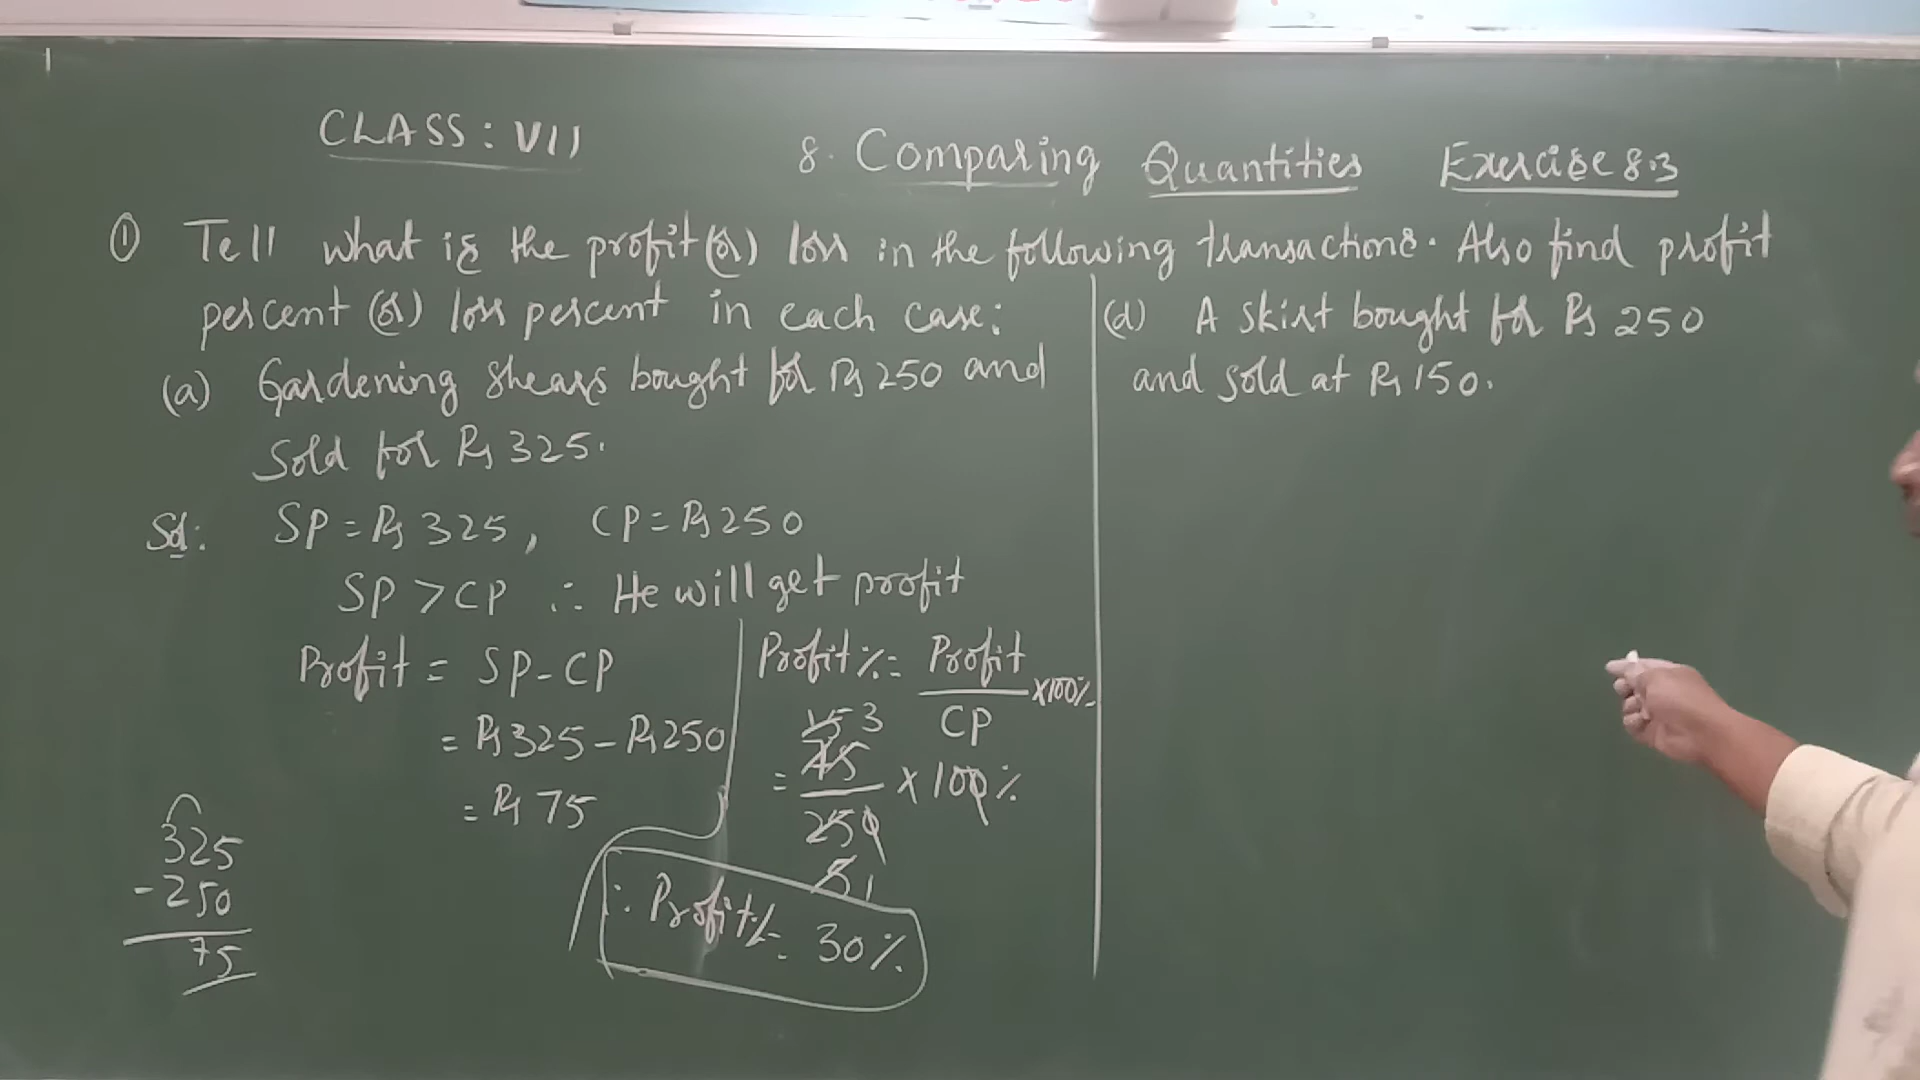 CLASS: VII
8. Comparing Quantities Exercise 8.3
① Tell what is the profit (or) loss in the following transactions. Also find profit
percent (or) loss percent in each case:
(a) Gardening shears bought for Rs 250 and
Sold for Rs 325.
Sol: SP = Rs 325, CP = Rs 250
SP > CP ∴ He will get profit
Profit = SP - CP
= Rs 325 - Rs 250
= Rs 75
325
- 250
75
Profit % = Profit / CP × 100%
15 3
= 75 / 250 × 100 %
5 1
∴ Profit % = 30 %
(d) A skirt bought for Rs 250
and sold at Rs 150.